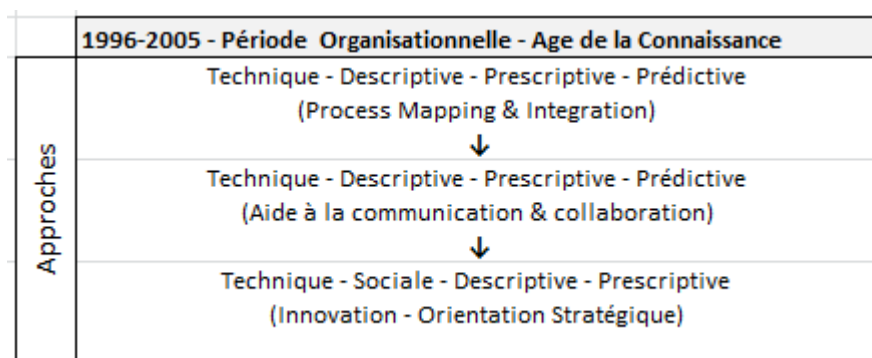 1996-2005 - Période Organisationnelle - Age de la Connaissance
Approches
Technique - Descriptive - Prescriptive - Prédictive
(Process Mapping & Integration)
↓
Technique - Descriptive - Prescriptive - Prédictive
(Aide à la communication & collaboration)
↓
Technique - Sociale - Descriptive - Prescriptive
(Innovation - Orientation Stratégique)